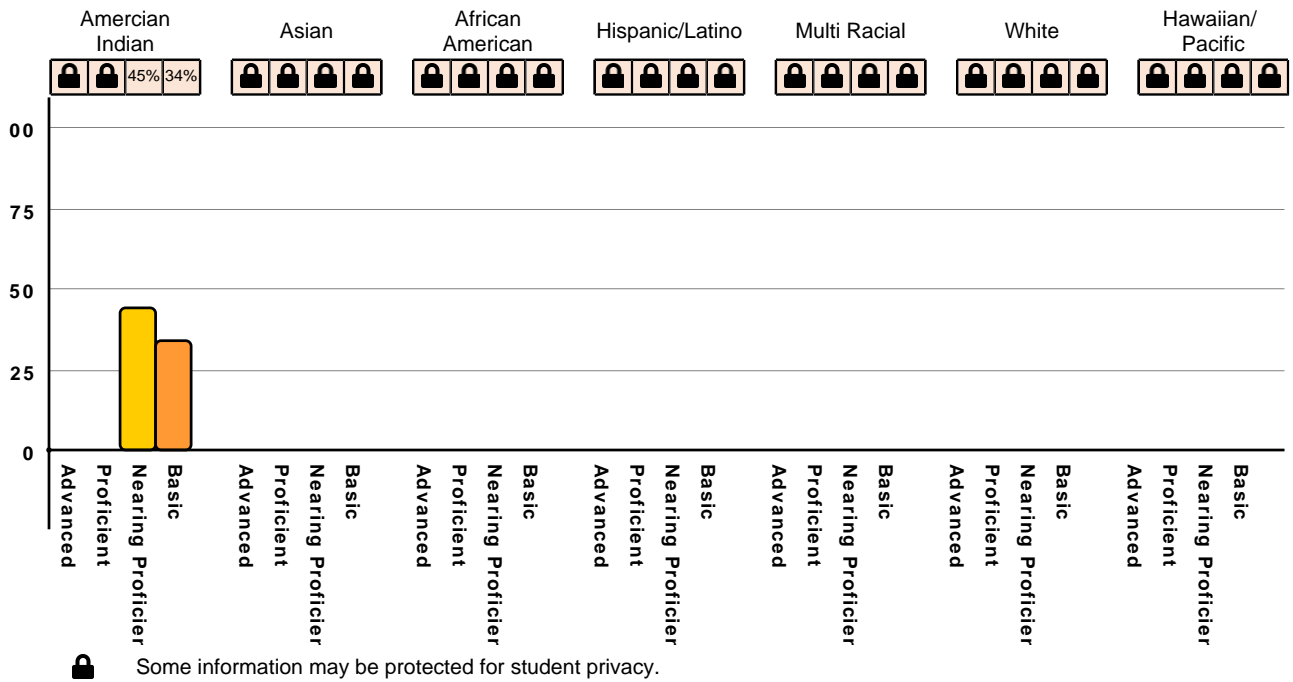 Amercian
Indian
Asian
African
American
Hispanic/Latino
Multi Racial
White
Hawaiian/
Pacific
45% 34%
00
75
50
25
0
Advanced
Proficient
Nearing Proficier
Basic
Advanced
Proficient
Nearing Proficier
Basic
Advanced
Proficient
Nearing Proficier
Basic
Advanced
Proficient
Nearing Proficier
Basic
Advanced
Proficient
Nearing Proficier
Basic
Advanced
Proficient
Nearing Proficier
Basic
Advanced
Proficient
Nearing Proficier
Basic
Some information may be protected for student privacy.